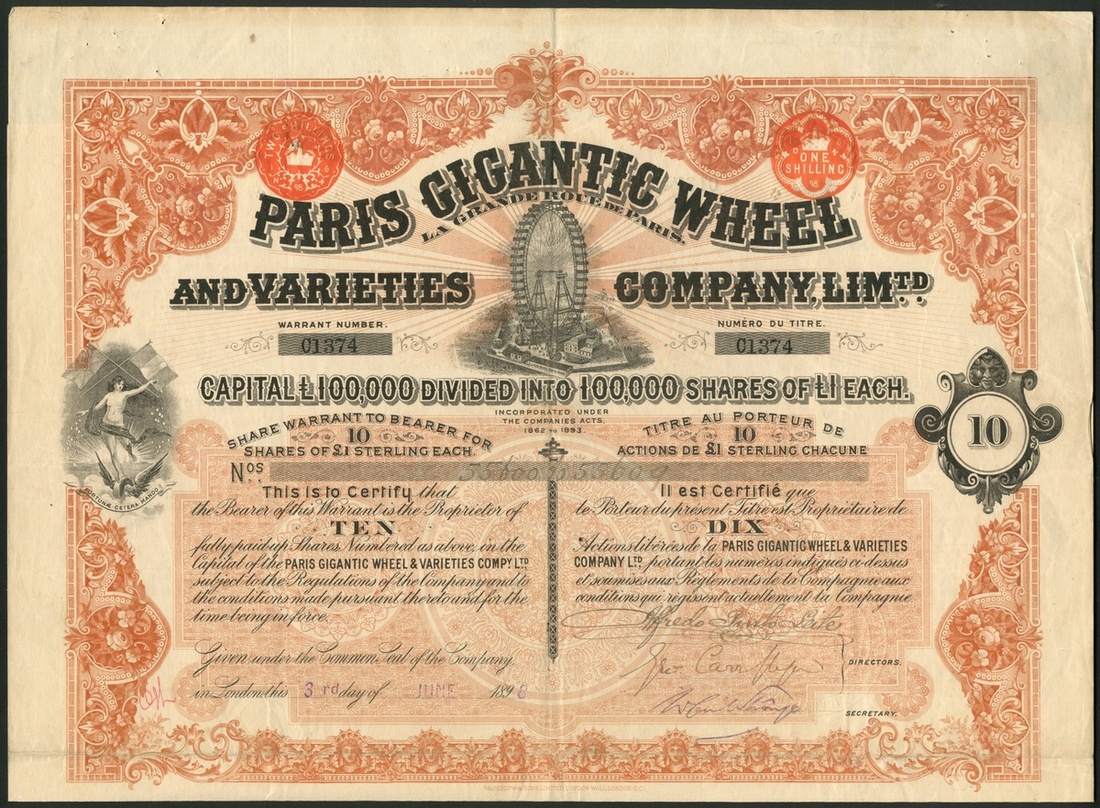 PARIS GIGANTIC WHEEL
LA GRANDE ROUE DE PARIS.
AND VARIETIES COMPANY, LIMTD.
ONE SHILLING
98
98
WARRANT NUMBER.
C1374
NUMÉRO DU TITRE.
C1374
CAPITAL £100,000 DIVIDED INTO 100,000 SHARES OF £1 EACH.
INCORPORATED UNDER
THE COMPANIES ACTS,
1862 TO 1893.
SHARE WARRANT TO BEARER FOR
10
SHARES OF £1 STERLING EACH.
TITRE AU PORTEUR DE
10
ACTIONS DE £1 STERLING CHACUNE
NOS.
FORTUNÆ CETERA MANDO
10
This is to Certify that
the Bearer of this Warrant is the Proprietor of
TEN
fully paid up Shares Numbered as above, in the
Capital of the PARIS GIGANTIC WHEEL & VARIETIES COMPY LTD
subject to the Regulations of the Company and to
the conditions made pursuant thereto and for the
time being in force.
Il est Certifié que
le Porteur du présent Titre est Propriétaire de
DIX
Actions libérées de la PARIS GIGANTIC WHEEL & VARIETIES
COMPANY LTD portant les numeros indiqués ci-dessus
et soumises aux Réglements de la Compagnie aux
conditions qui régissent actuellement la Compagnie
Given under the Common Seal of the Company.
in London this 3rd day of JUNE 1898
DIRECTORS.
SECRETARY.